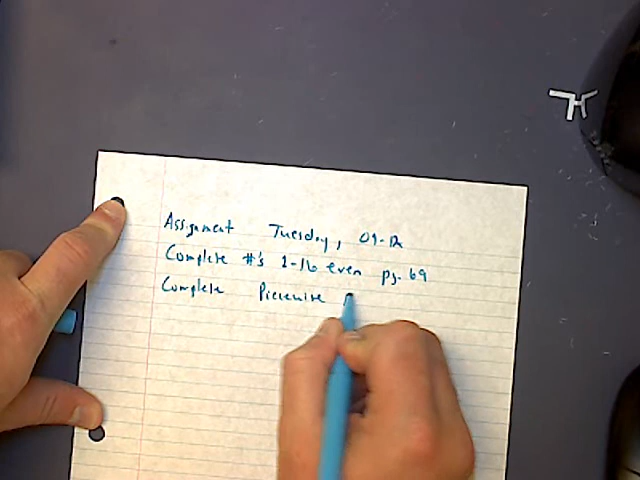 Assignment Tuesday, 09-12
Complete #'s 2-16 even pg. 69
Complete Piecewise